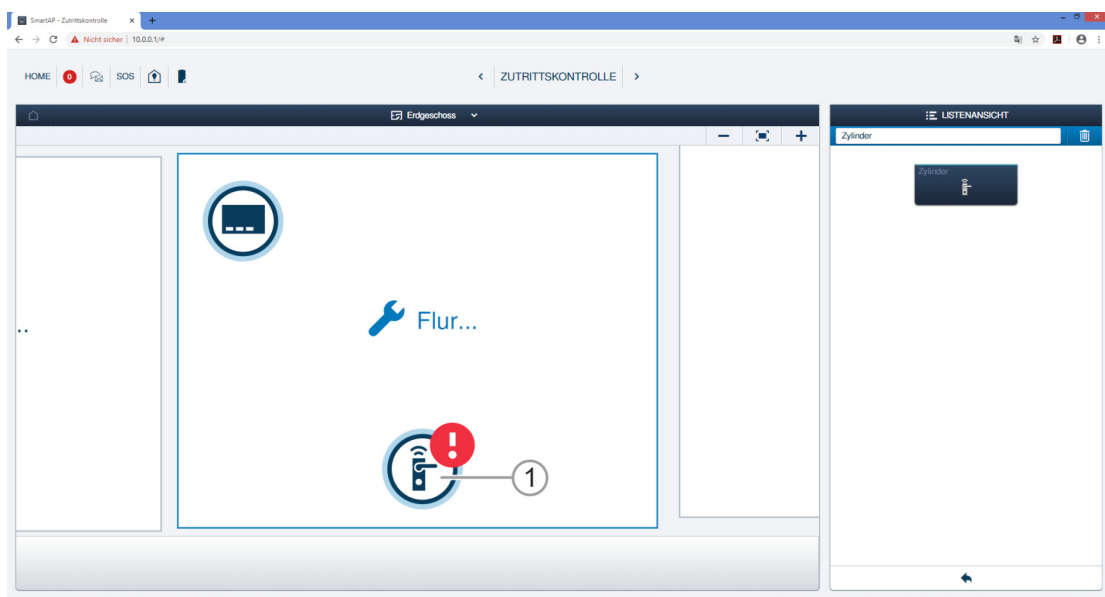 SmartAP - Zutrittskontrolle
Nicht sicher | 10.0.0.1/#
HOME 0 SOS ZUTRITTSKONTROLLE
Erdgeschoss
LISTENANSICHT
Zylinder
Zylinder
Flur...
..
1